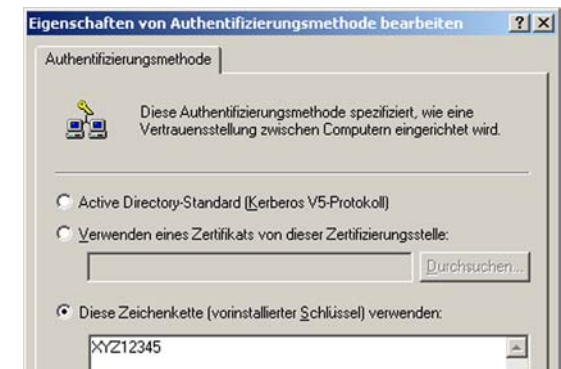 Eigenschaften von Authentifizierungsmethode bearbeiten
Authentifizierungsmethode
Diese Authentifizierungsmethode spezifiziert, wie eine
Vertrauensstellung zwischen Computern eingerichtet wird.
Active Directory-Standard (Kerberos V5-Protokoll)
Verwenden eines Zertifikats von dieser Zertifizierungsstelle:
Durchsuchen...
Diese Zeichenkette (vorinstallierter Schlüssel) verwenden:
XYZ12345